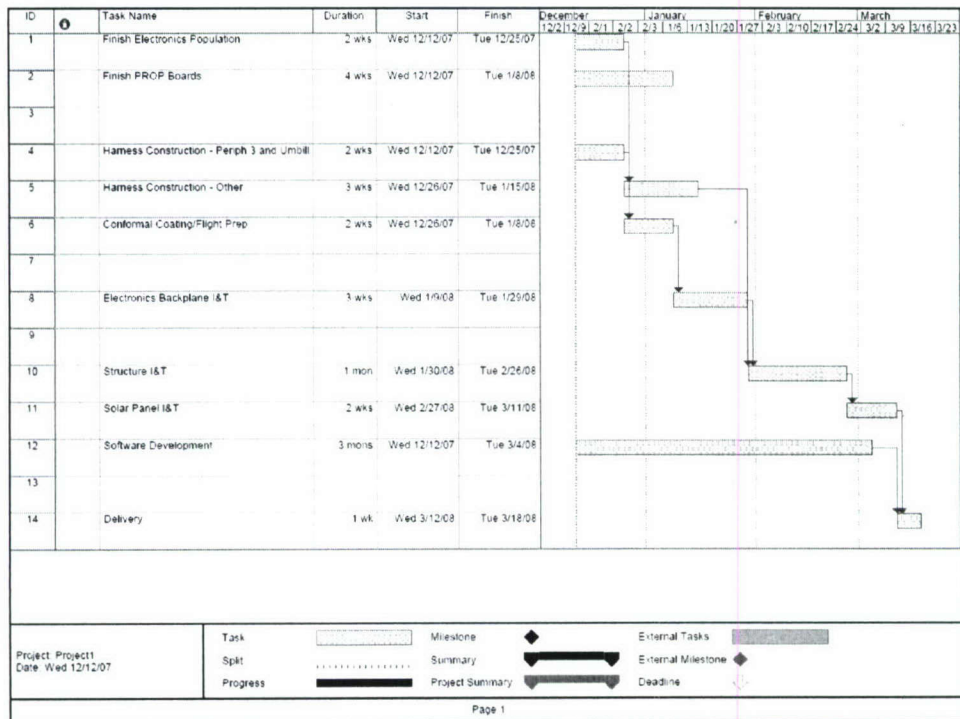 ID Task Name Duration Start Finish December January February March
12/2 12/9 2/1 2/2 2/3 1/6 1/13 1/20 1/27 2/3 2/10 2/17 2/24 3/2 3/9 3/16 3/23
1 Finish Electronics Population 2 wks Wed 12/12/07 Tue 12/25/07
2 Finish PROP Boards 4 wks Wed 12/12/07 Tue 1/8/08
3
4 Harness Construction - Periph 3 and Umbili 2 wks Wed 12/12/07 Tue 12/25/07
5 Harness Construction - Other 3 wks Wed 12/26/07 Tue 1/15/08
6 Conformal Coating/Flight Prep 2 wks Wed 12/26/07 Tue 1/8/08
7
8 Electronics Backplane I&T 3 wks Wed 1/9/08 Tue 1/29/08
9
10 Structure I&T 1 mon Wed 1/30/08 Tue 2/26/08
11 Solar Panel I&T 2 wks Wed 2/27/08 Tue 3/11/08
12 Software Development 3 mons Wed 12/12/07 Tue 3/4/08
13
14 Delivery 1 wk Wed 3/12/08 Tue 3/18/08
Project: Project1
Date: Wed 12/12/07
Task Milestone External Tasks
Split Summary External Milestone
Progress Project Summary Deadline
Page 1